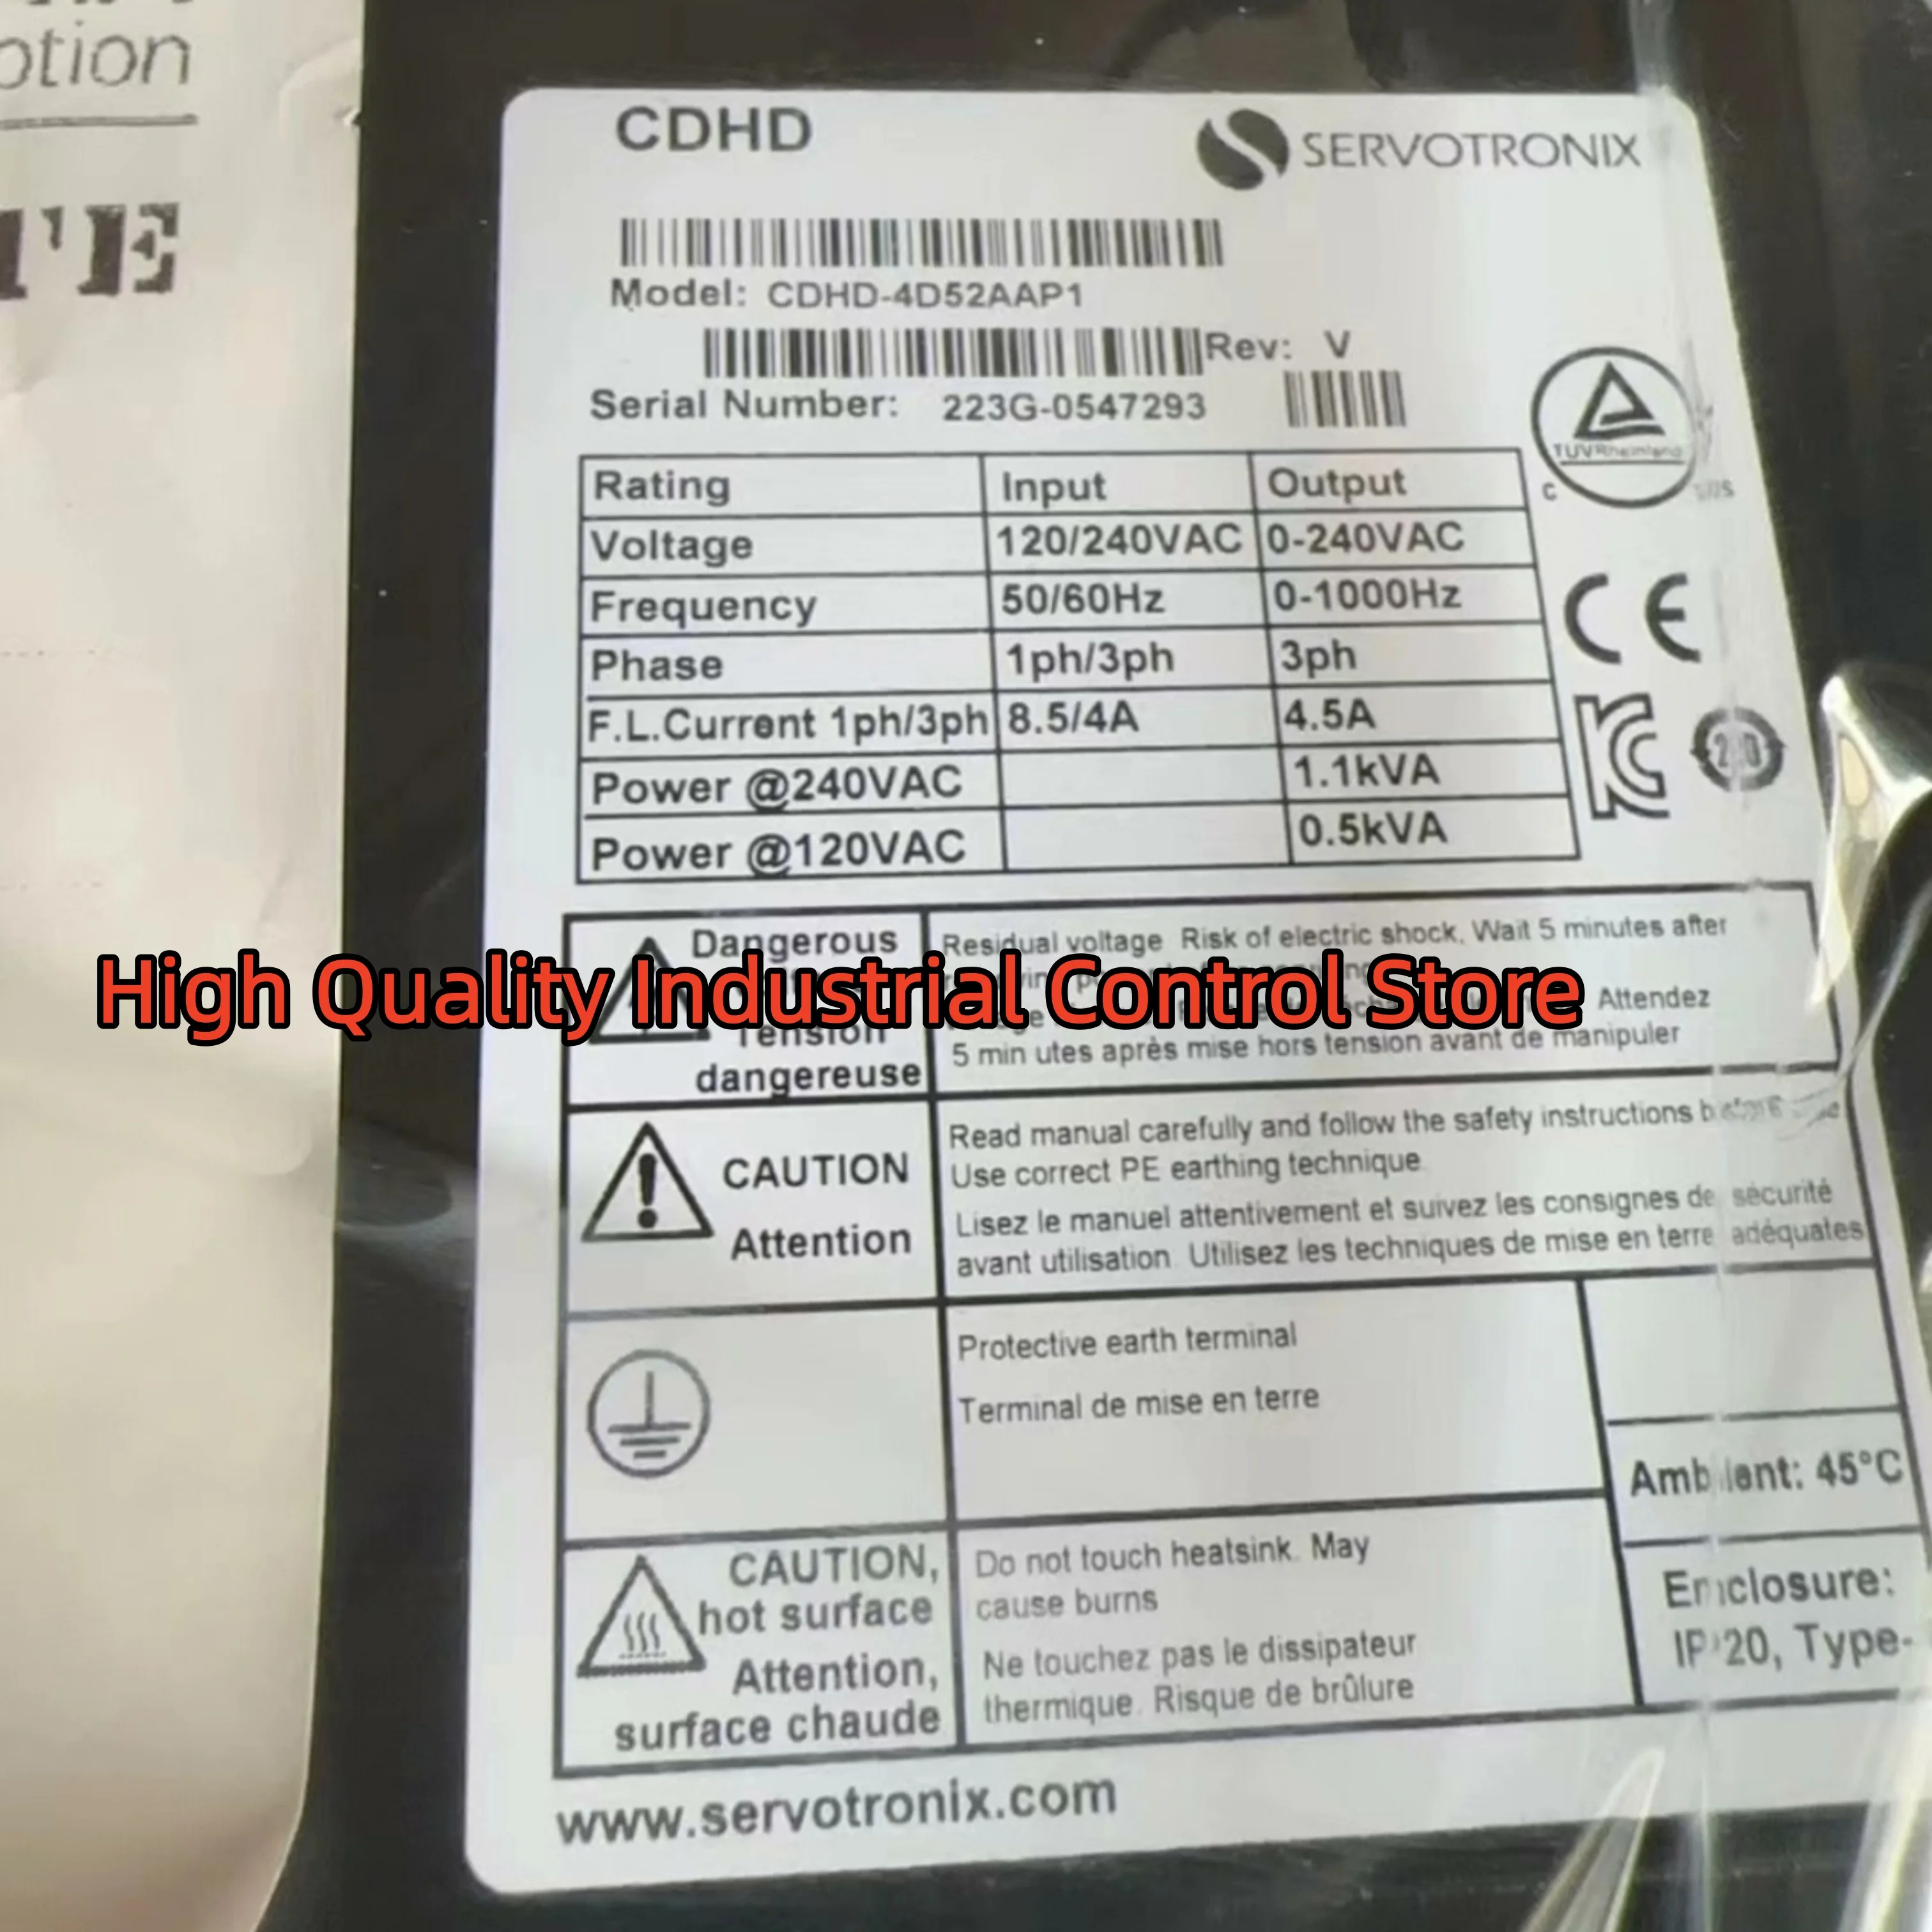 otion
TE
CDHD
SERVOTRONIX
Model: CDHD-4D52AAP1
Rev: V
Serial Number: 223G-0547293
TÜVRheinland
C US
Rating Input Output
Voltage 120/240VAC 0-240VAC
Frequency 50/60Hz 0-1000Hz
Phase 1ph/3ph 3ph
F.L.Current 1ph/3ph 8.5/4A 4.5A
Power @240VAC 1.1kVA
Power @120VAC 0.5kVA
CE
Dangerous
Tension
dangereuse
Residual voltage Risk of electric shock. Wait 5 minutes after
Attendez
5 min utes après mise hors tension avant de manipuler
High Quality Industrial Control Store
CAUTION
Attention
Read manual carefully and follow the safety instructions before use
Use correct PE earthing technique
Lisez le manuel attentivement et suivez les consignes de sécurité
avant utilisation. Utilisez les techniques de mise en terre adéquates
Protective earth terminal
Terminal de mise en terre
Ambient: 45°C
Enclosure:
IP 20, Type-
CAUTION,
hot surface
Attention,
surface chaude
Do not touch heatsink. May
cause burns
Ne touchez pas le dissipateur
thermique. Risque de brûlure
www.servotronix.com